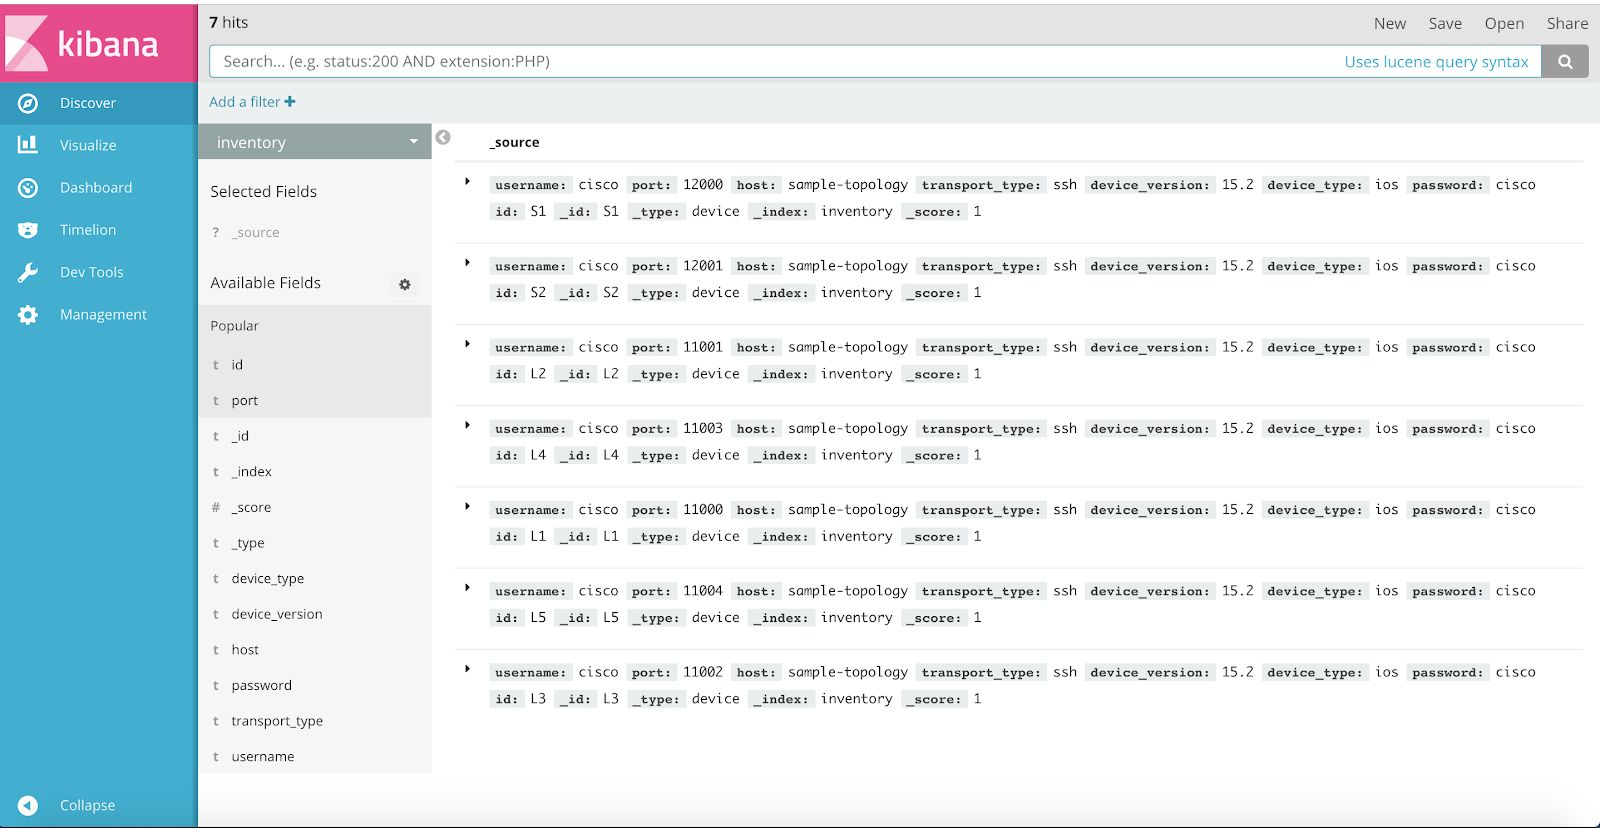 kibana
Discover
Visualize
Dashboard
Timelion
Dev Tools
Management
Collapse
7 hits
New Save Open Share
Search... (e.g. status:200 AND extension:PHP) Uses lucene query syntax
Add a filter +
inventory
Selected Fields
? _source
Available Fields
Popular
t id
t port
t _id
t _index
# _score
t _type
t device_type
t device_version
t host
t password
t transport_type
t username
_source
username: cisco port: 12000 host: sample-topology transport_type: ssh device_version: 15.2 device_type: ios password: cisco
id: S1 _id: S1 _type: device _index: inventory _score: 1
username: cisco port: 12001 host: sample-topology transport_type: ssh device_version: 15.2 device_type: ios password: cisco
id: S2 _id: S2 _type: device _index: inventory _score: 1
username: cisco port: 11001 host: sample-topology transport_type: ssh device_version: 15.2 device_type: ios password: cisco
id: L2 _id: L2 _type: device _index: inventory _score: 1
username: cisco port: 11003 host: sample-topology transport_type: ssh device_version: 15.2 device_type: ios password: cisco
id: L4 _id: L4 _type: device _index: inventory _score: 1
username: cisco port: 11000 host: sample-topology transport_type: ssh device_version: 15.2 device_type: ios password: cisco
id: L1 _id: L1 _type: device _index: inventory _score: 1
username: cisco port: 11004 host: sample-topology transport_type: ssh device_version: 15.2 device_type: ios password: cisco
id: L5 _id: L5 _type: device _index: inventory _score: 1
username: cisco port: 11002 host: sample-topology transport_type: ssh device_version: 15.2 device_type: ios password: cisco
id: L3 _id: L3 _type: device _index: inventory _score: 1